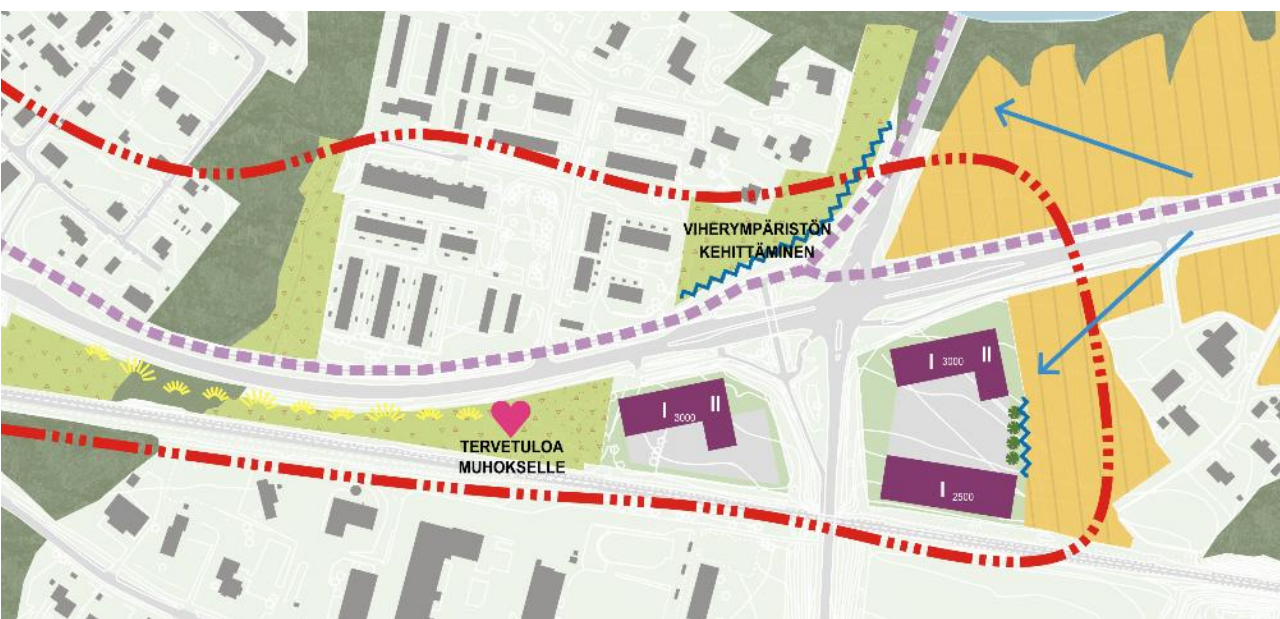 VIHERYMPÄRISTÖN
KEHITTÄMINEN
I 3000 II
I 3000 II
TERVETULOA
MUHOKSELLE
I 2500